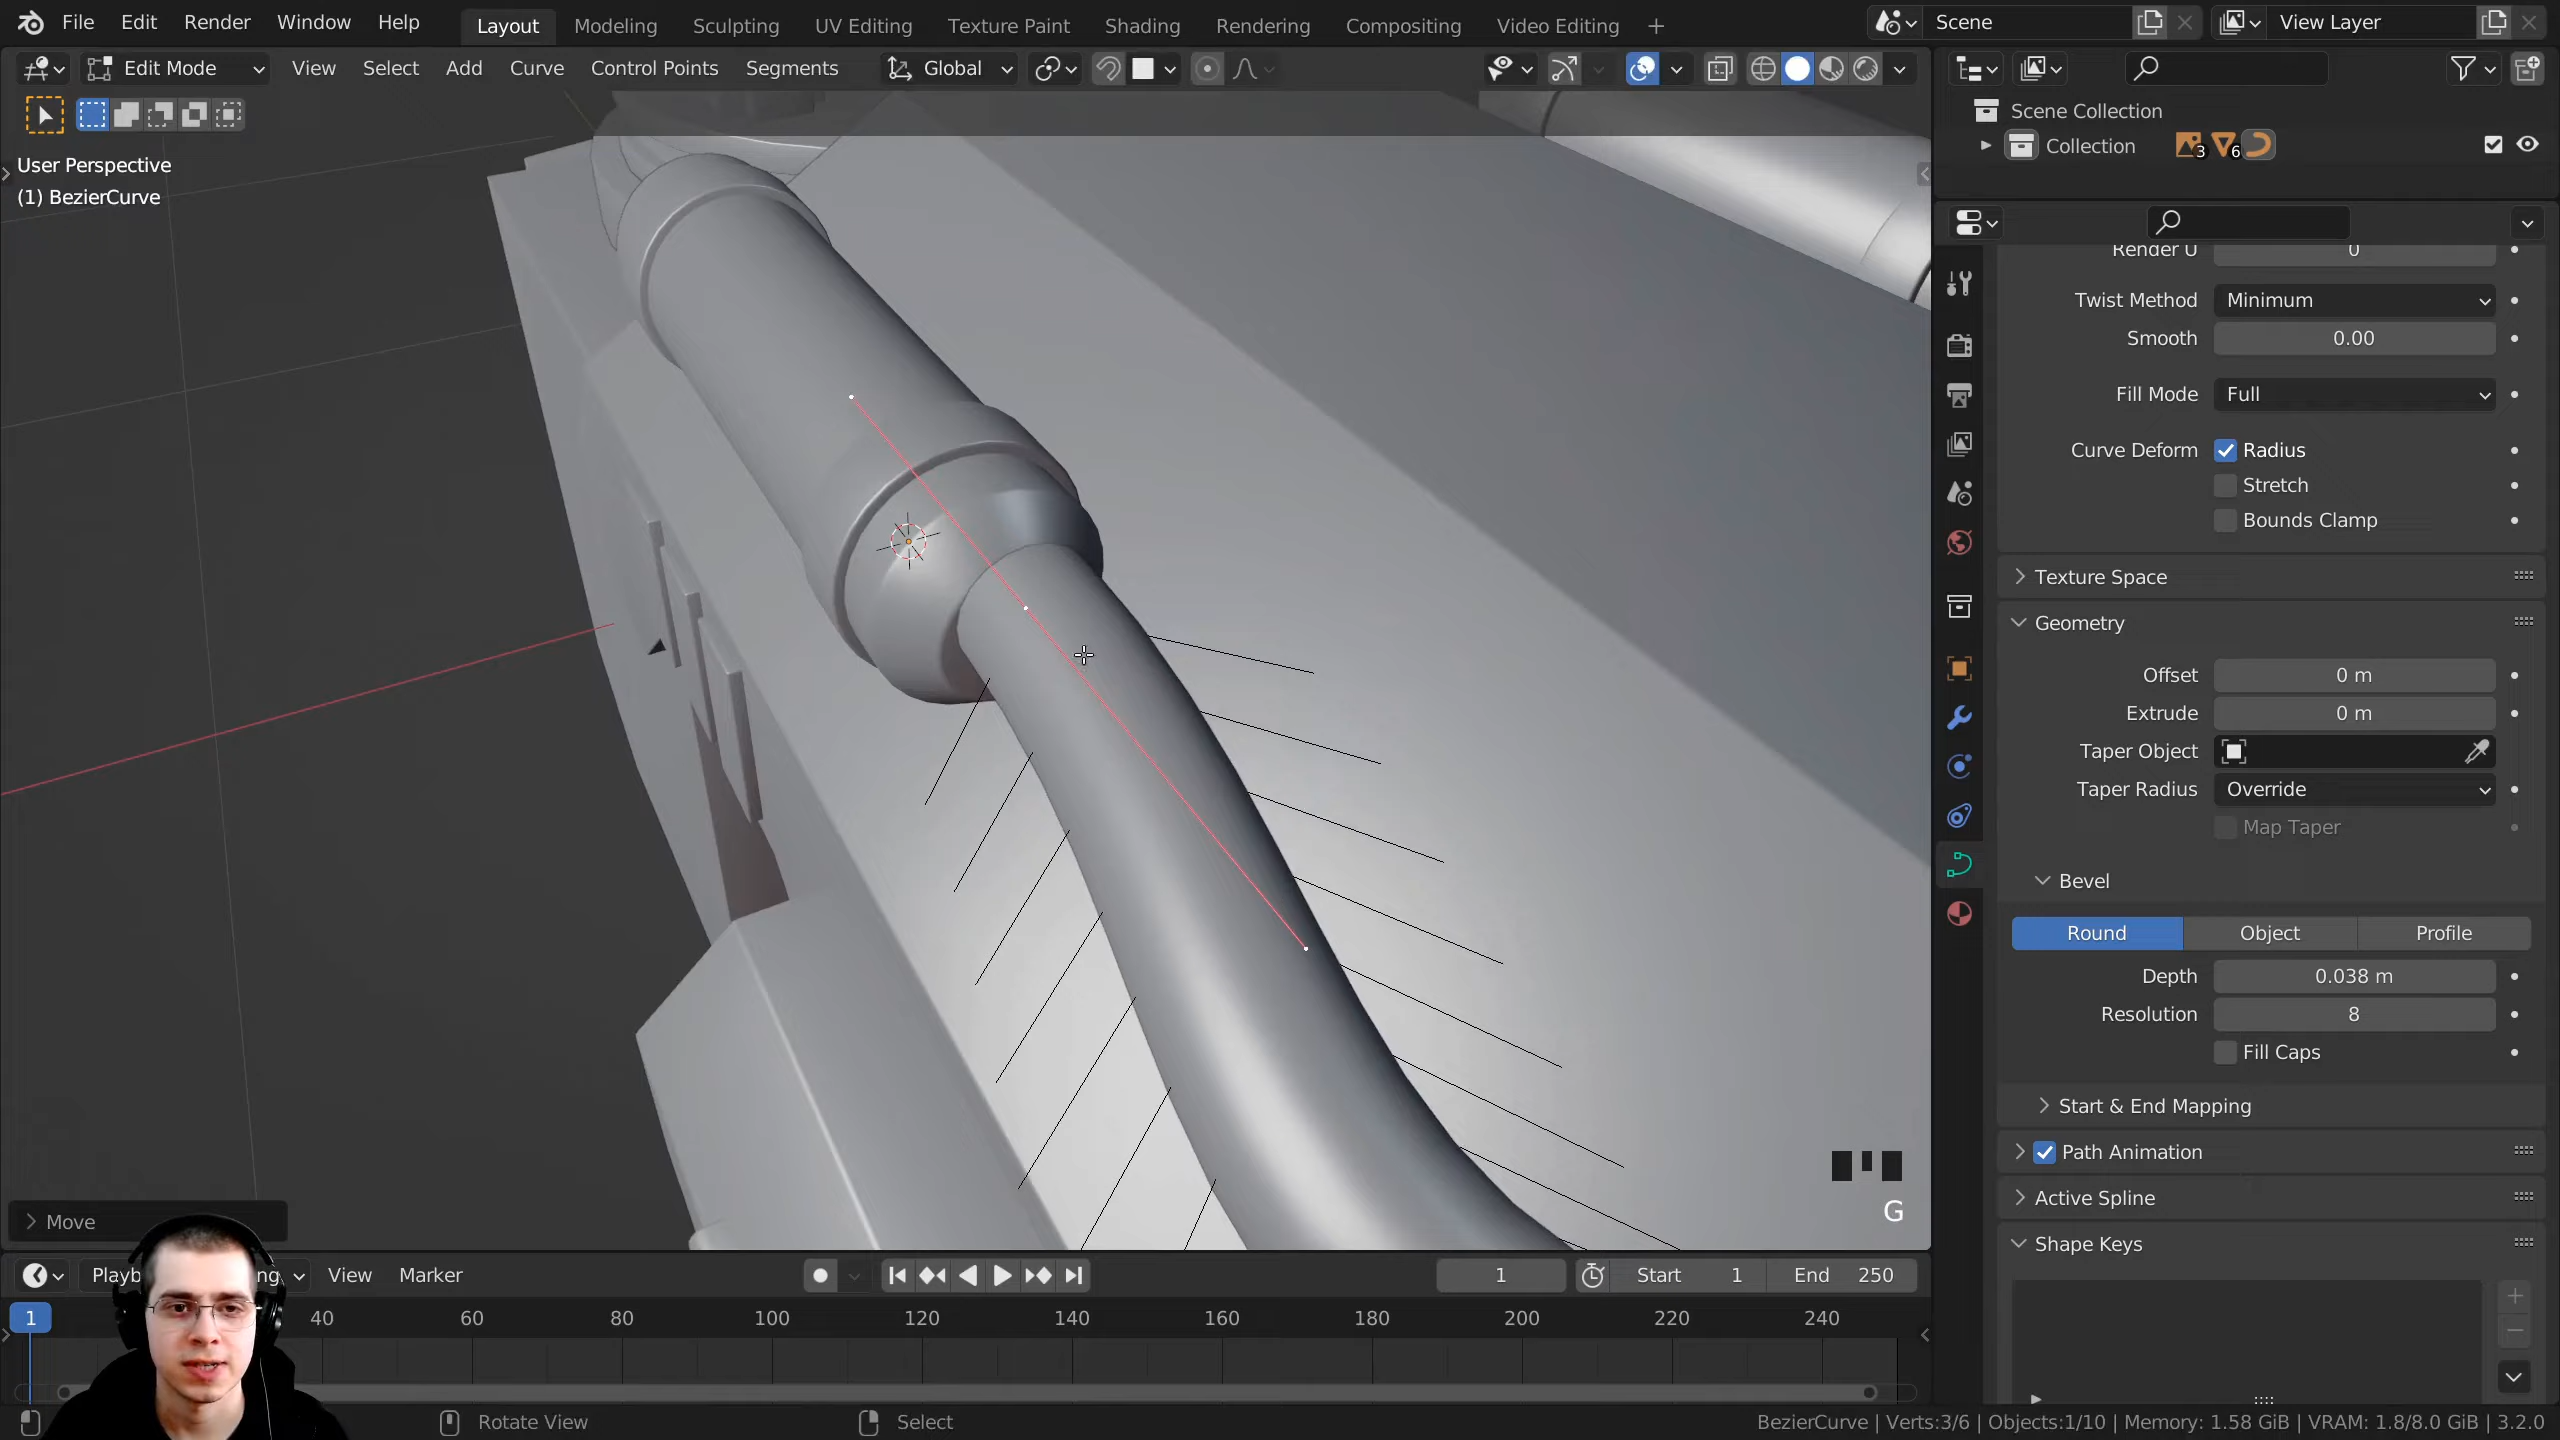 File Edit Render Window Help Layout Modeling Sculpting UV Editing Texture Paint Shading Rendering Compositing Video Editing + Scene View Layer
Edit Mode View Select Add Curve Control Points Segments Global
User Perspective
(1) BezierCurve
Scene Collection
Collection 3 6
Render U 0
Twist Method Minimum
Smooth 0.00
Fill Mode Full
Curve Deform Radius
Stretch
Bounds Clamp
Texture Space
Geometry
Offset 0 m
Extrude 0 m
Taper Object
Taper Radius Override
Map Taper
Bevel
Round Object Profile
Depth 0.038 m
Resolution 8
Fill Caps
Start & End Mapping
Path Animation
Active Spline
Shape Keys
G
Move
Playb ng View Marker 1 Start 1 End 250
1 40 60 80 100 120 140 160 180 200 220 240
Rotate View Select BezierCurve | Verts:3/6 | Objects:1/10 | Memory: 1.58 GiB | VRAM: 1.8/8.0 GiB | 3.2.0